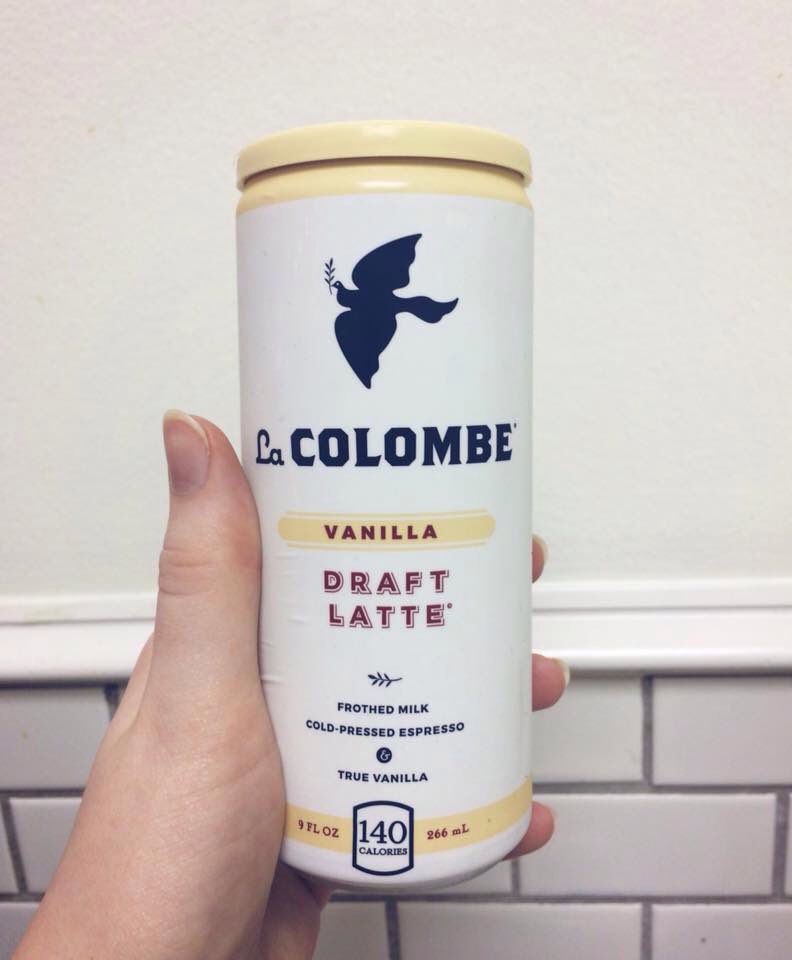 La COLOMBE®
VANILLA
DRAFT
LATTE®
FROTHED MILK
COLD-PRESSED ESPRESSO
&
TRUE VANILLA
9 FL OZ 140 CALORIES 266 mL